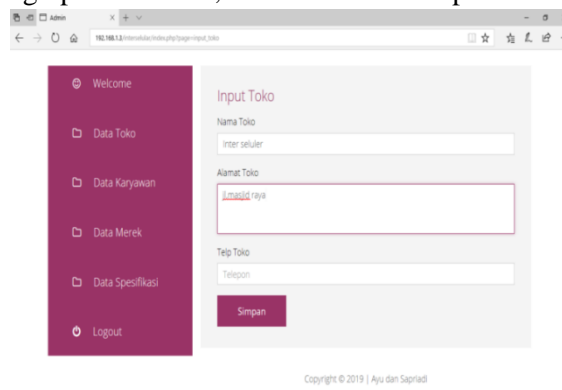 Admin
192.168.1.3/interseluler/index.php?page=input_toko
Welcome
Data Toko
Data Karyawan
Data Merek
Data Spesifikasi
Logout
Input Toko
Nama Toko
Inter seluler
Alamat Toko
jl.masjid raya
Telp Toko
Telepon
Simpan
Copyright © 2019 | Ayu dan Sapriadi